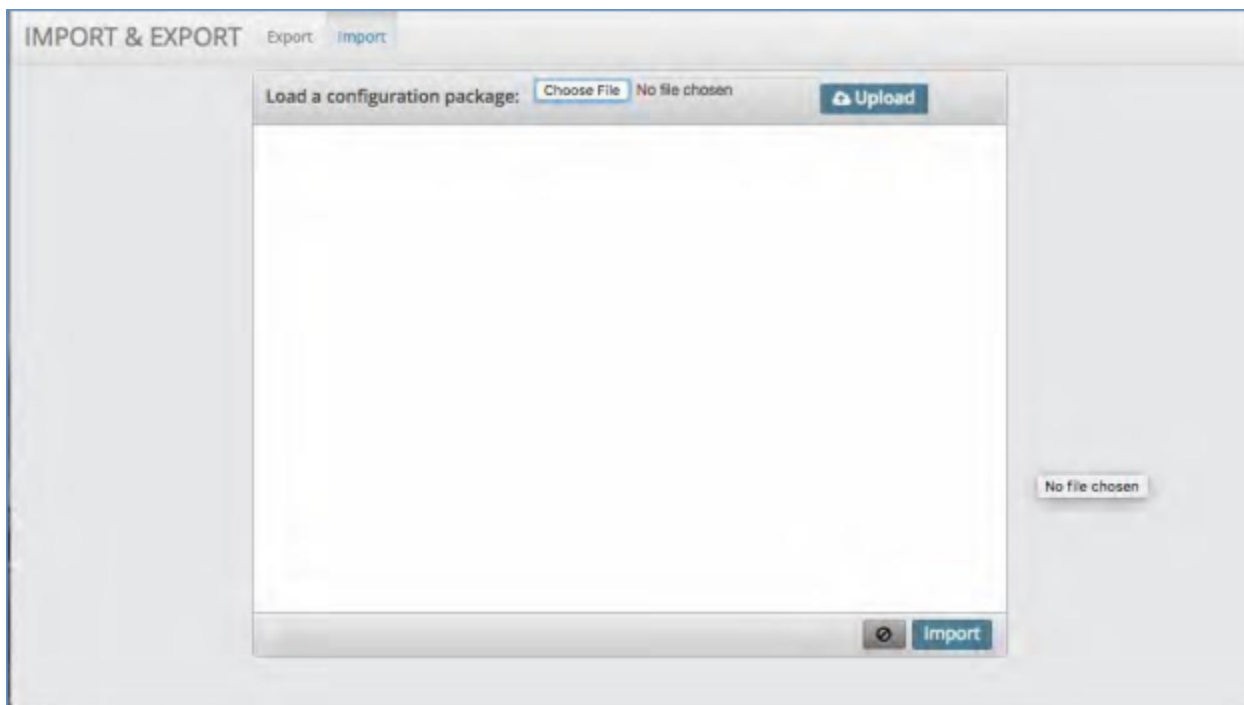 IMPORT & EXPORT Export Import
Load a configuration package: Choose File No file chosen Upload
No file chosen
Import